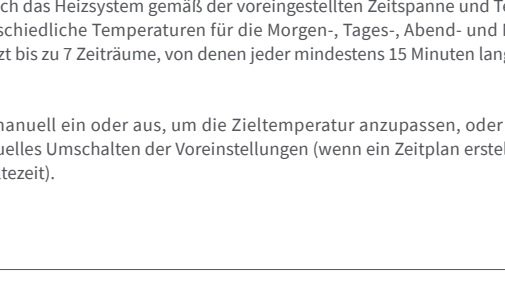 ch das Heizsystem gemäß der voreingestellten Zeitspanne und Te
schiedliche Temperaturen für die Morgen-, Tages-, Abend- und
zt bis zu 7 Zeiträume, von denen jeder mindestens 15 Minuten lang
manuell ein oder aus, um die Zieltemperatur anzupassen, oder
uelles Umschalten der Voreinstellungen (wenn ein Zeitplan erstel
ltezeit).